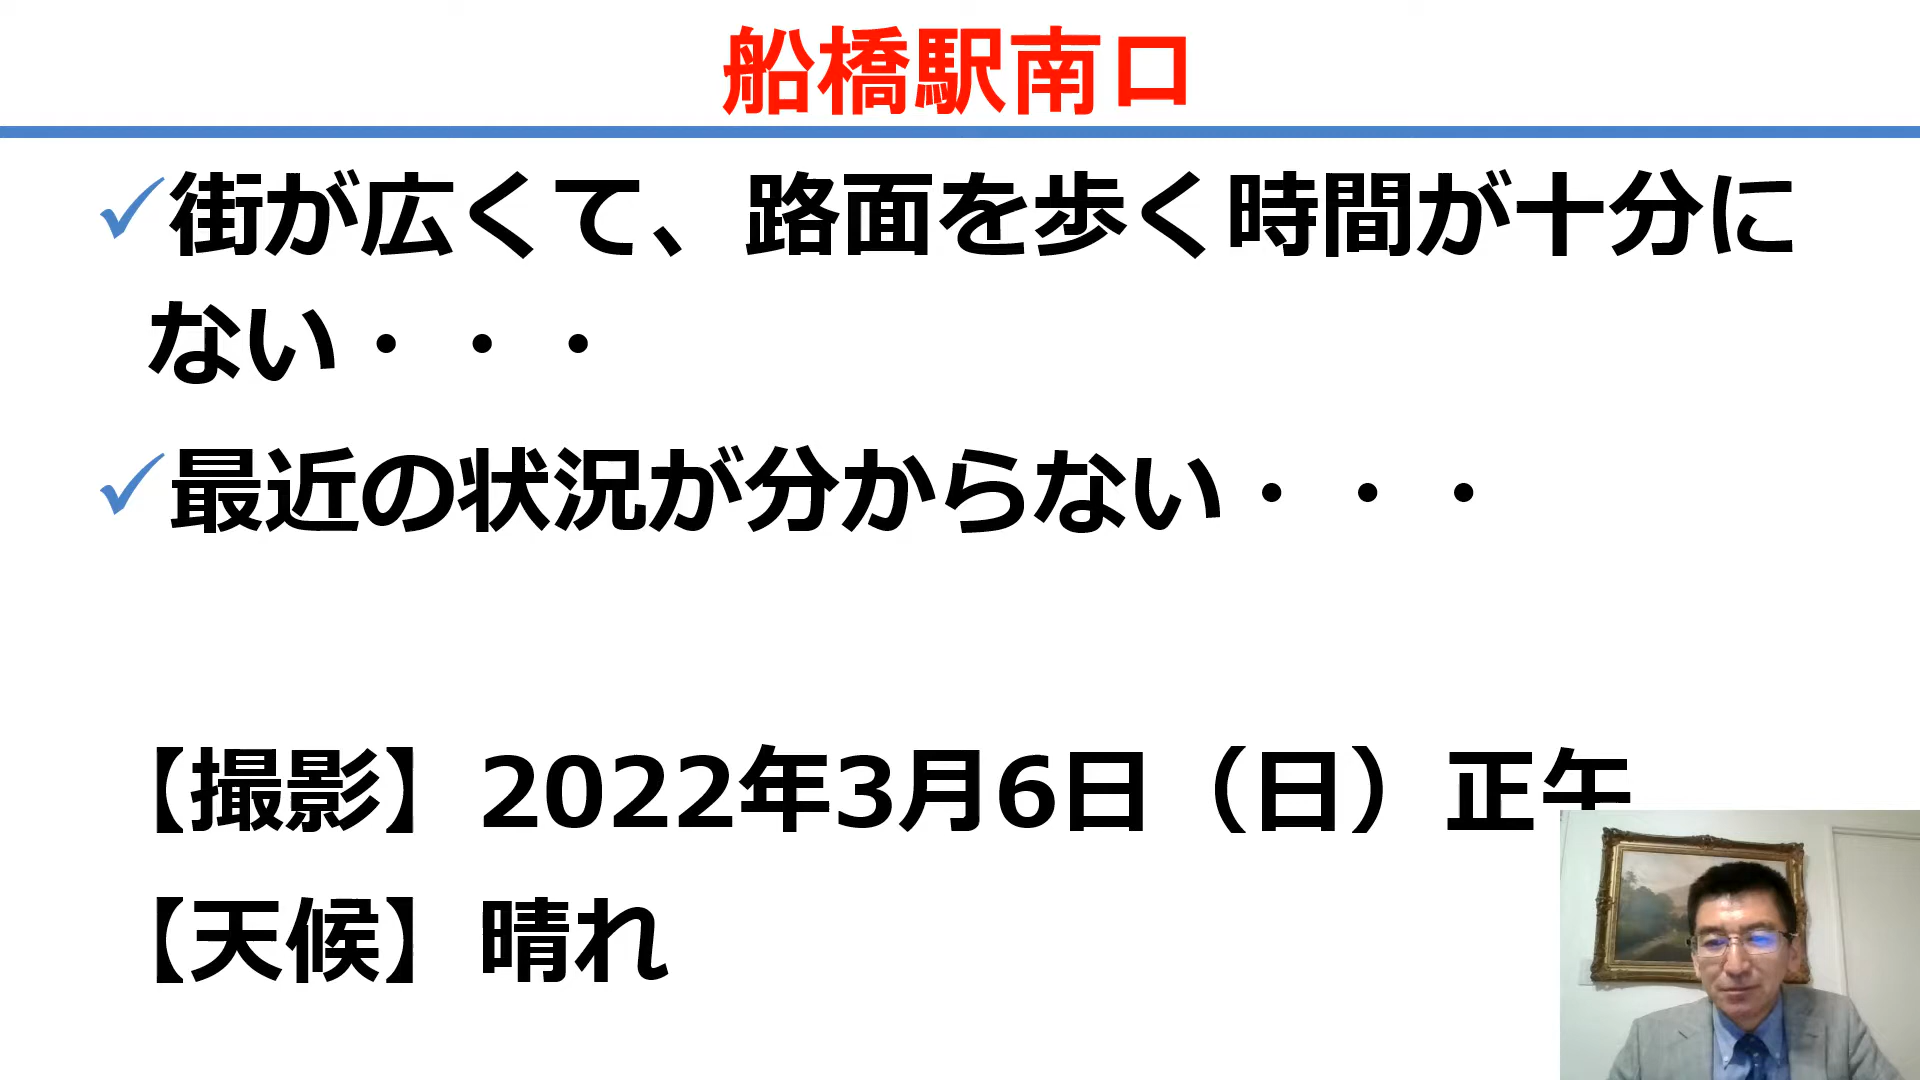 船橋駅南口
✓街が広くて、路面を歩く時間が十分に
ない・・・
✓最近の状況が分からない・・・
【撮影】2022年3月6日（日）正午
【天候】晴れ